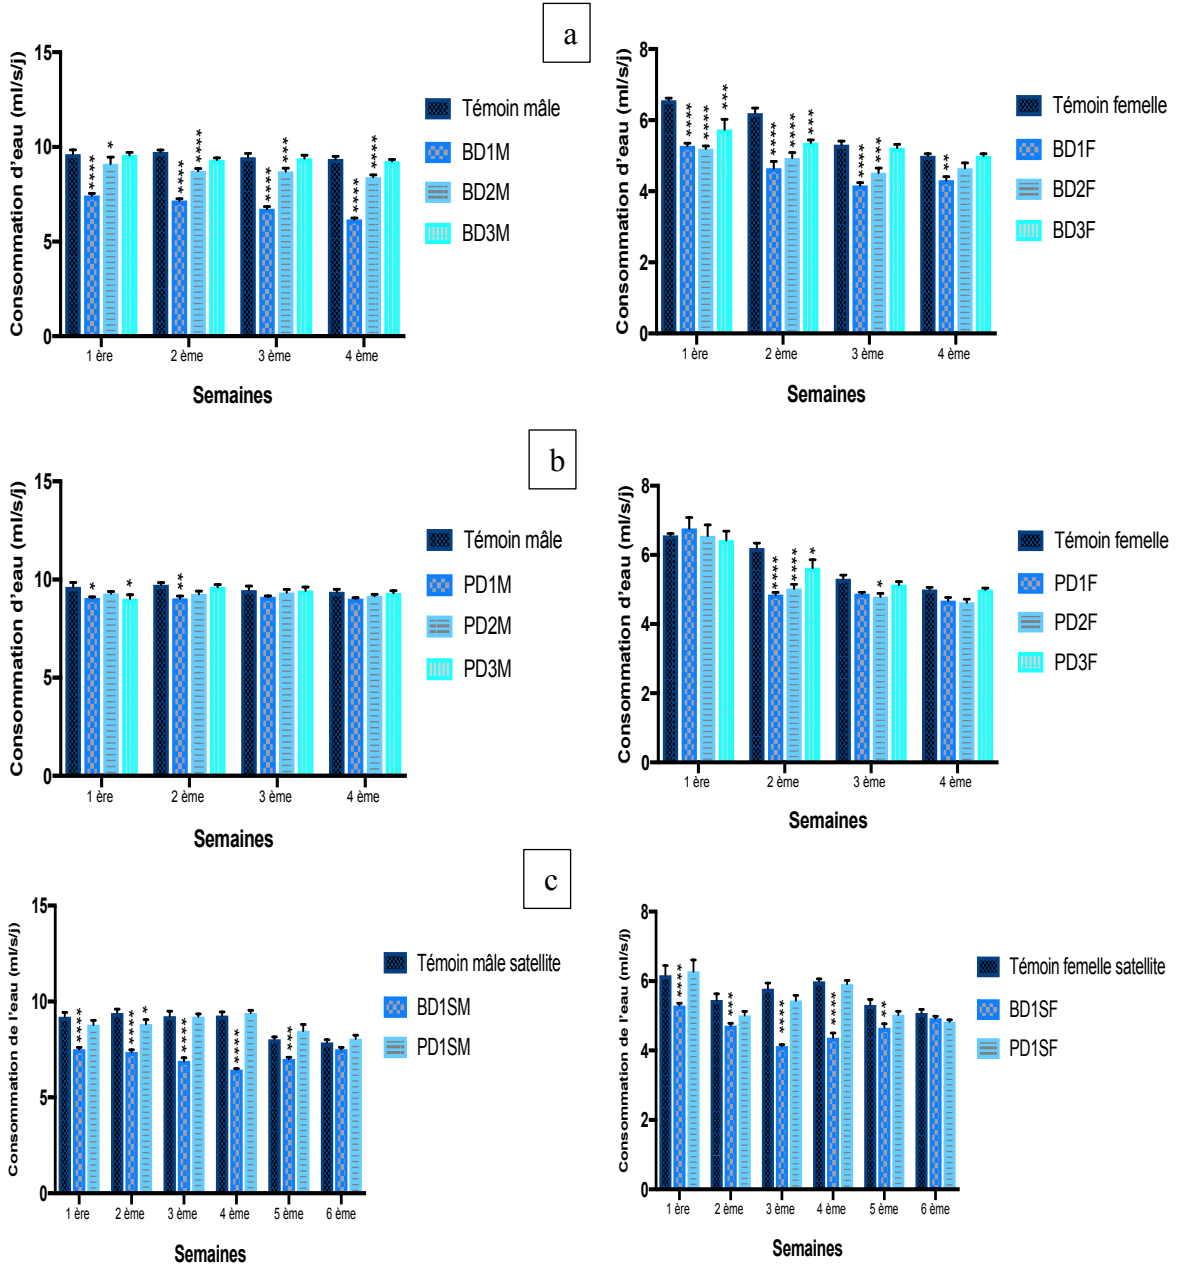 a
Consommation d'eau (ml/s/j)
15
10
5
0
**** * **** **** **** *** **** ****
1 ère 2 ème 3 ème 4 ème
Semaines
Témoin mâle
BD1M
BD2M
BD3M
Consommation d'eau (ml/s/j)
8
6
4
2
0
**** **** *** **** **** *** **** *** **
1 ère 2 ème 3 ème 4 ème
Semaines
Témoin femelle
BD1F
BD2F
BD3F
b
Consommation d'eau (ml/s/j)
15
10
5
0
* * **
1 ère 2 ème 3 ème 4 ème
Semaines
Témoin mâle
PD1M
PD2M
PD3M
Consommation d'eau (ml/s/j)
8
6
4
2
0
**** **** * *
1 ère 2 ème 3 ème 4 ème
Semaines
Témoin femelle
PD1F
PD2F
PD3F
c
Consommation de l'eau (ml/s/j)
15
10
5
0
**** **** * **** **** ***
1 ère 2 ème 3 ème 4 ème 5 ème 6 ème
Semaines
Témoin mâle satellite
BD1SM
PD1SM
Consommation de l'eau (ml/s/j)
8
6
4
2
0
**** *** **** **** **
1 ère 2 ème 3 ème 4 ème 5 ème 6 ème
Semaines
Témoin femelle satellite
BD1SF
PD1SF